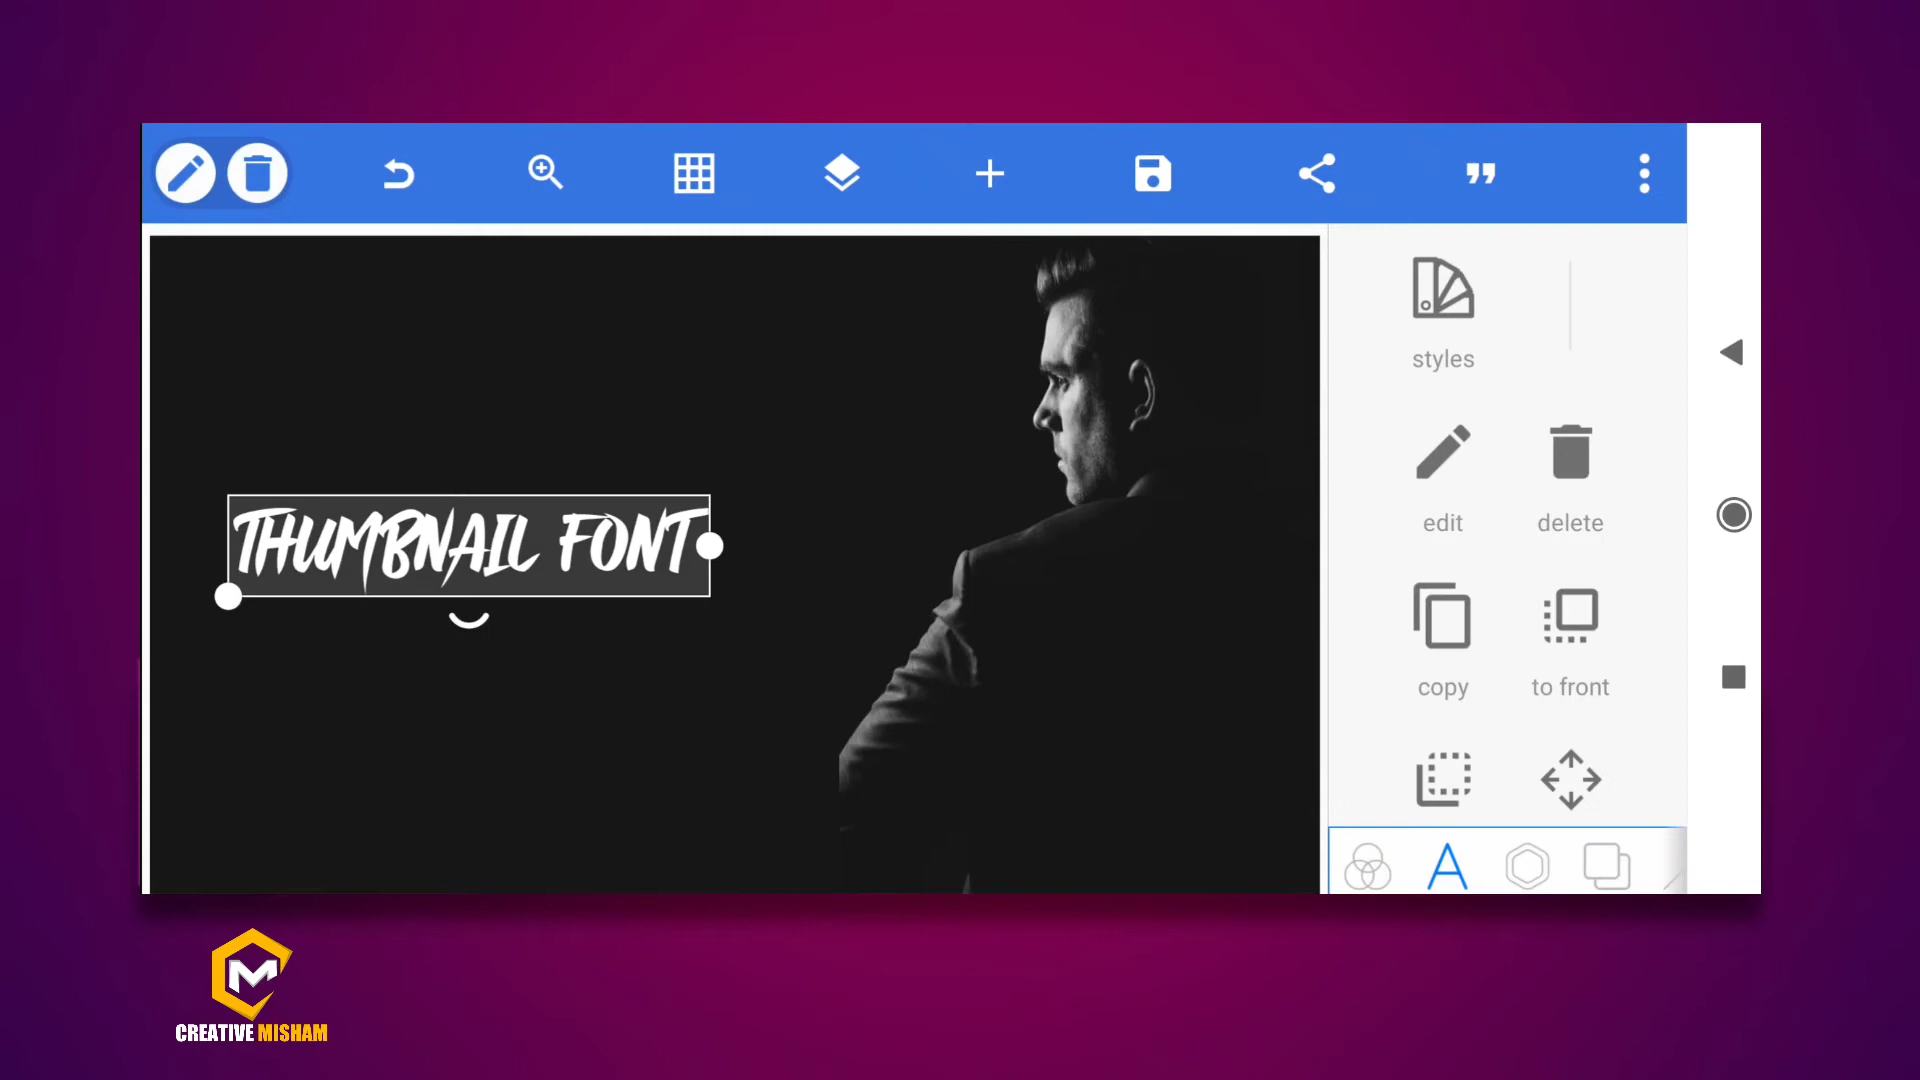 styles
THUMBNAIL FONT
edit
delete
copy
to front
CREATIVE MISHAM